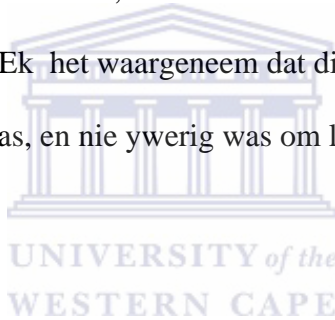 Ek het waargeneem dat di
as, en nie ywerig was om l
UNIVERSITY of the
WESTERN CAPE